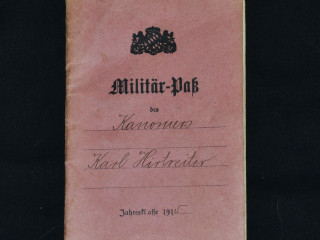 Militär-Paß
des
Kanoniers
Karl Hirtreiter
Jahresklasse 191